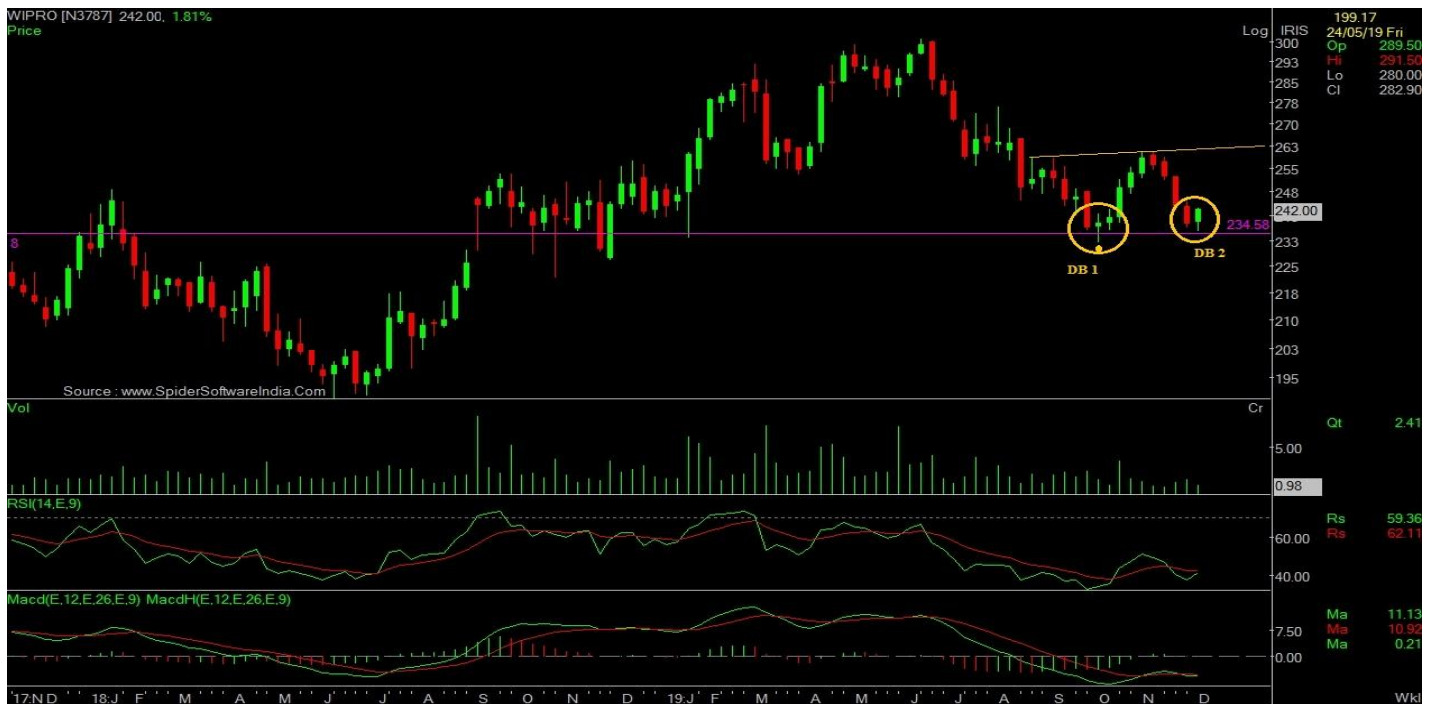 WIPRO [N3787] 242.00, 1.81%
Price
Log
IRIS
199.17
24/05/19 Fri
Op 289.50
Hi 291.50
Lo 280.00
Cl 282.90
300
293
285
278
270
263
255
248
242.00
234.58
233
225
218
210
203
195
8
DB 1
DB 2
Source : www.SpiderSoftwareIndia.Com
Vol
Cr
Qt 2.41
5.00
0.98
RSI(14,E,9)
Rs 59.36
Rs 62.11
60.00
40.00
Macd(E,12,E,26,E,9) MacdH(E,12,E,26,E,9)
Ma 11.13
Ma 10.92
Ma 0.21
7.50
0.00
'17:N D 18:J F M A M J J A S O N D 19:J F M A M J J A S O N D
Wkl